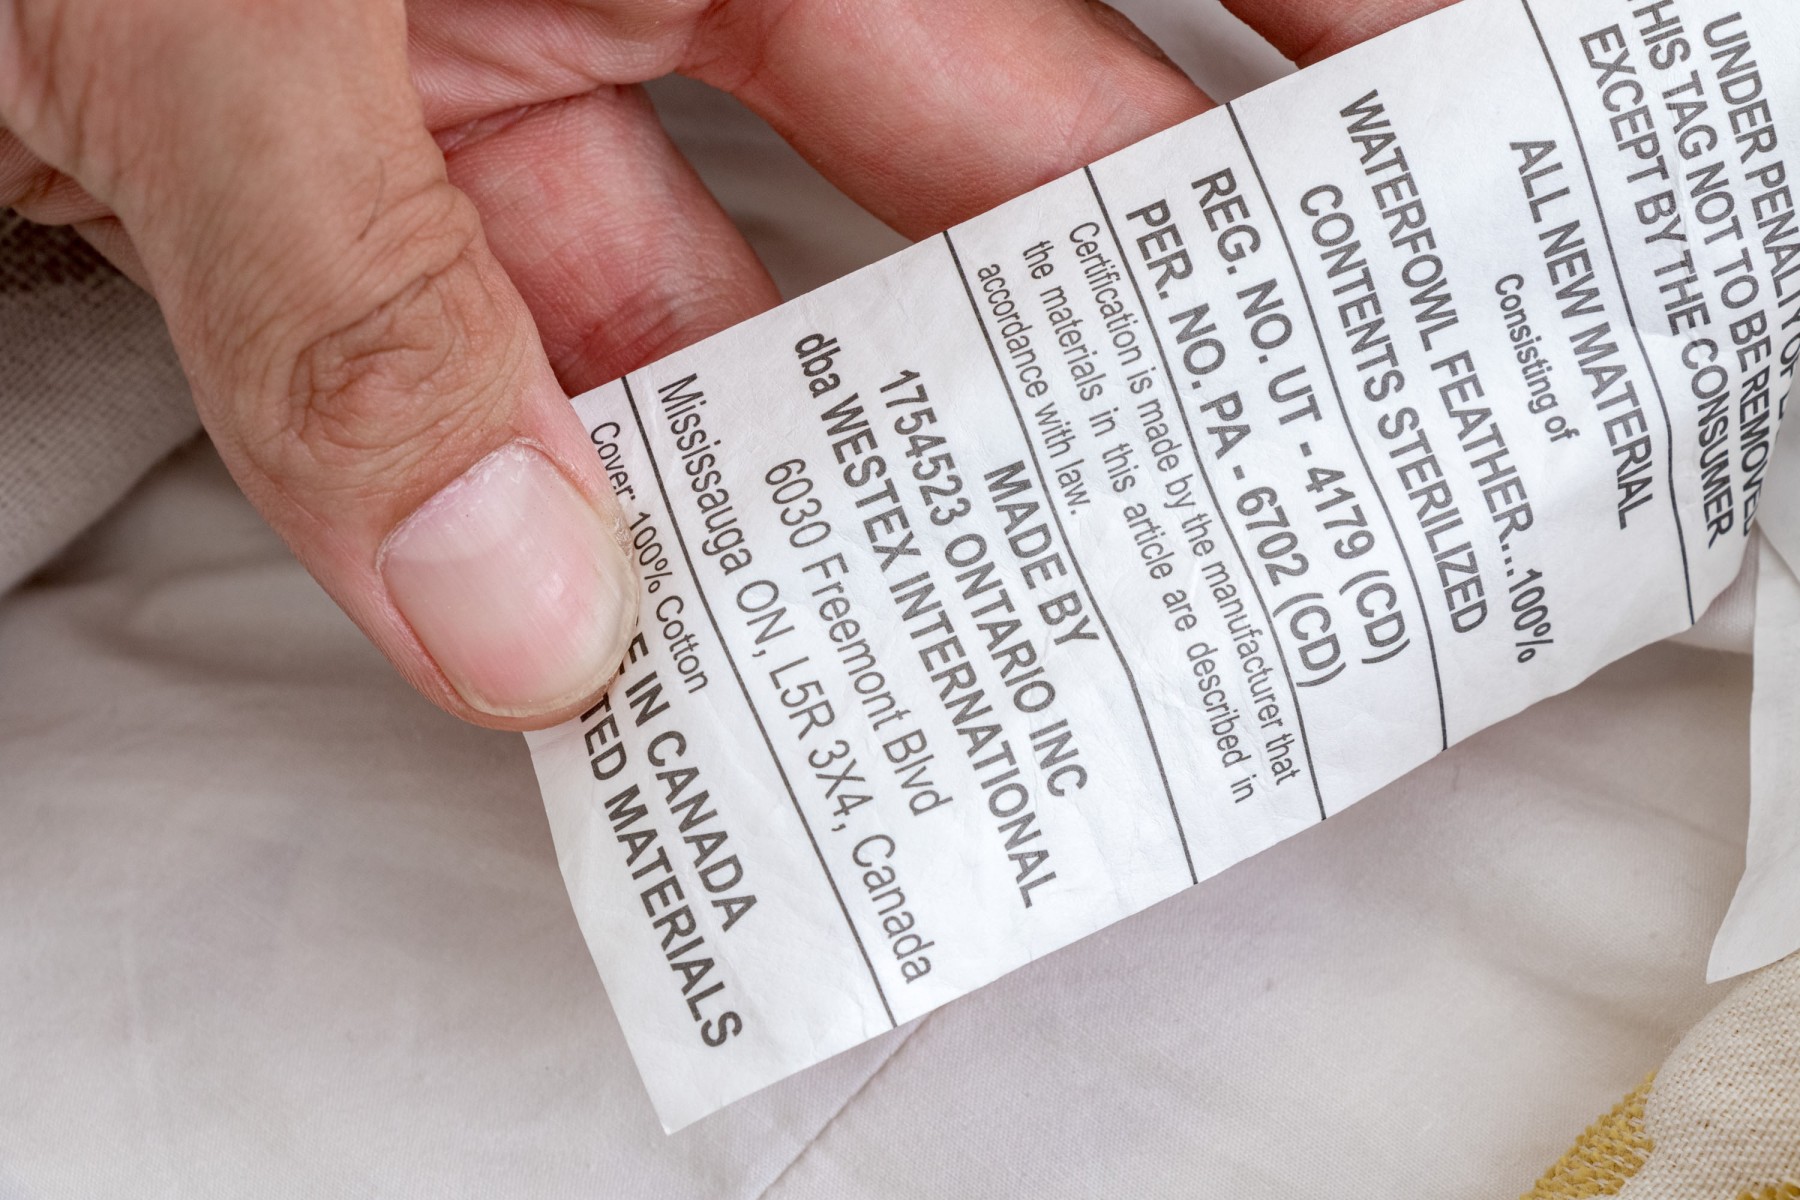 UNDER PENALTY OF
THIS TAG NOT TO BE REMOVED
EXCEPT BY THE CONSUMER
ALL NEW MATERIAL
Consisting of
WATERFOWL FEATHER...100%
CONTENTS STERILIZED
REG. NO. UT - 4179 (CD)
PER. NO. PA - 6702 (CD)
Certification is made by the manufacturer that
the materials in this article are described in
accordance with law.
MADE BY
1754523 ONTARIO INC
dba WESTEX INTERNATIONAL
6030 Freemont Blvd
Mississauga ON, L5R 3X4, Canada
Cover: 100% Cotton
IN CANADA
MATERIALS